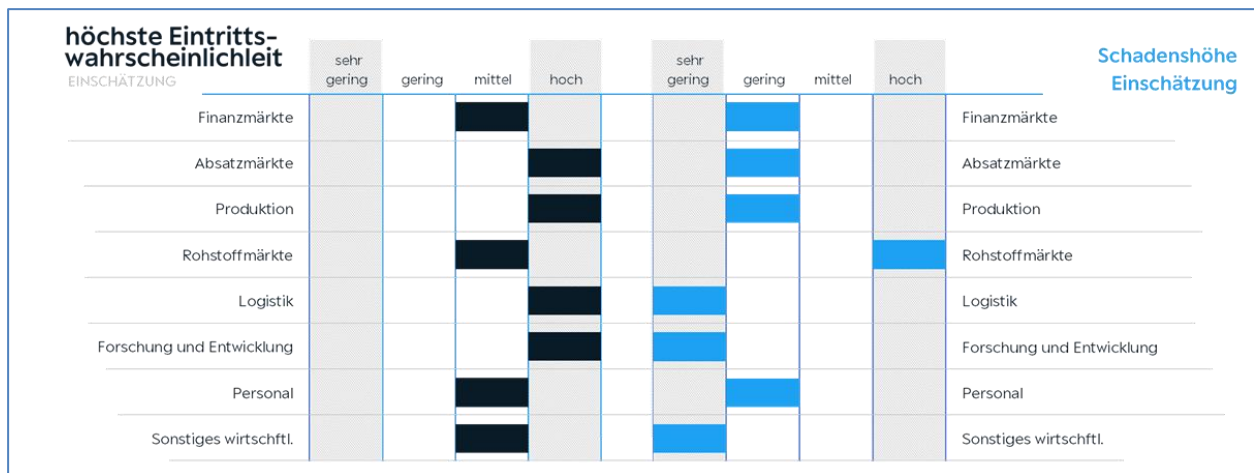 höchste Eintritts-
wahrscheinlichleit
EINSCHÄTZUNG
sehr
gering
gering
mittel
hoch
sehr
gering
gering
mittel
hoch
Schadenshöhe
Einschätzung
Finanzmärkte
Finanzmärkte
Absatzmärkte
Absatzmärkte
Produktion
Produktion
Rohstoffmärkte
Rohstoffmärkte
Logistik
Logistik
Forschung und Entwicklung
Forschung und Entwicklung
Personal
Personal
Sonstiges wirtschftl.
Sonstiges wirtschftl.